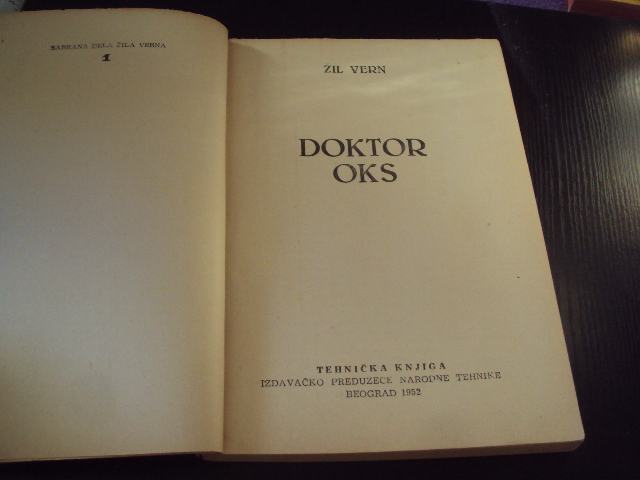 SABRANA DELA ŽILA VERNA
1
ŽIL VERN
DOKTOR
OKS
TEHNIČKA KNJIGA
IZDAVAČKO PREDUZEĆE NARODNE TEHNIKE
BEOGRAD 1952